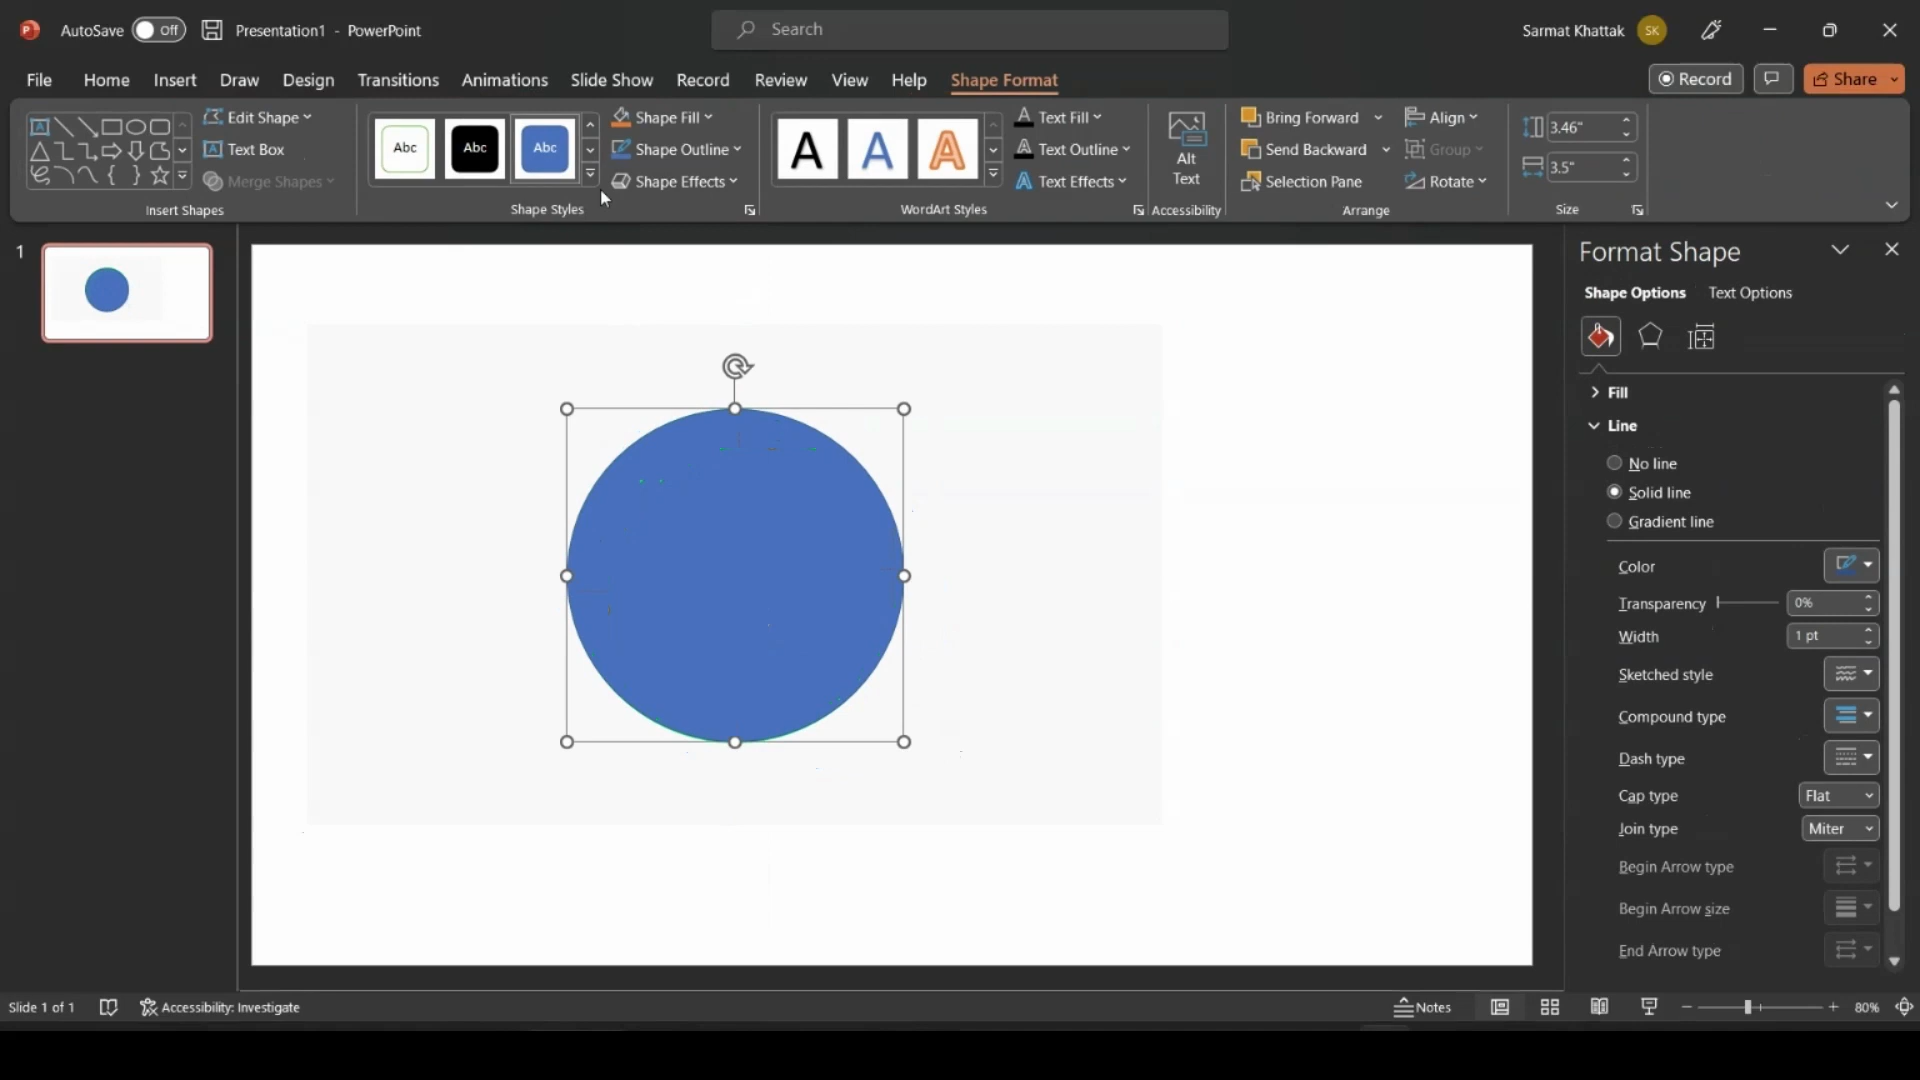 AutoSave Off Presentation1 - PowerPoint Search Sarmat Khattak SK
File Home Insert Draw Design Transitions Animations Slide Show Record Review View Help Shape Format Record Share
Edit Shape Abc Abc Abc Shape Fill A A A A Text Fill Bring Forward Align 3.46"
Text Box Shape Outline A Text Outline Alt Text Send Backward Group
Merge Shapes Shape Effects A Text Effects Selection Pane Rotate 3.5"
Insert Shapes Shape Styles WordArt Styles Accessibility Arrange Size
1
Format Shape
Shape Options Text Options
Fill
Line
No line
Solid line
Gradient line
Color
Transparency 0%
Width 1 pt
Sketched style
Compound type
Dash type
Cap type Flat
Join type Miter
Begin Arrow type
Begin Arrow size
End Arrow type
Slide 1 of 1 Accessibility: Investigate Notes 80%